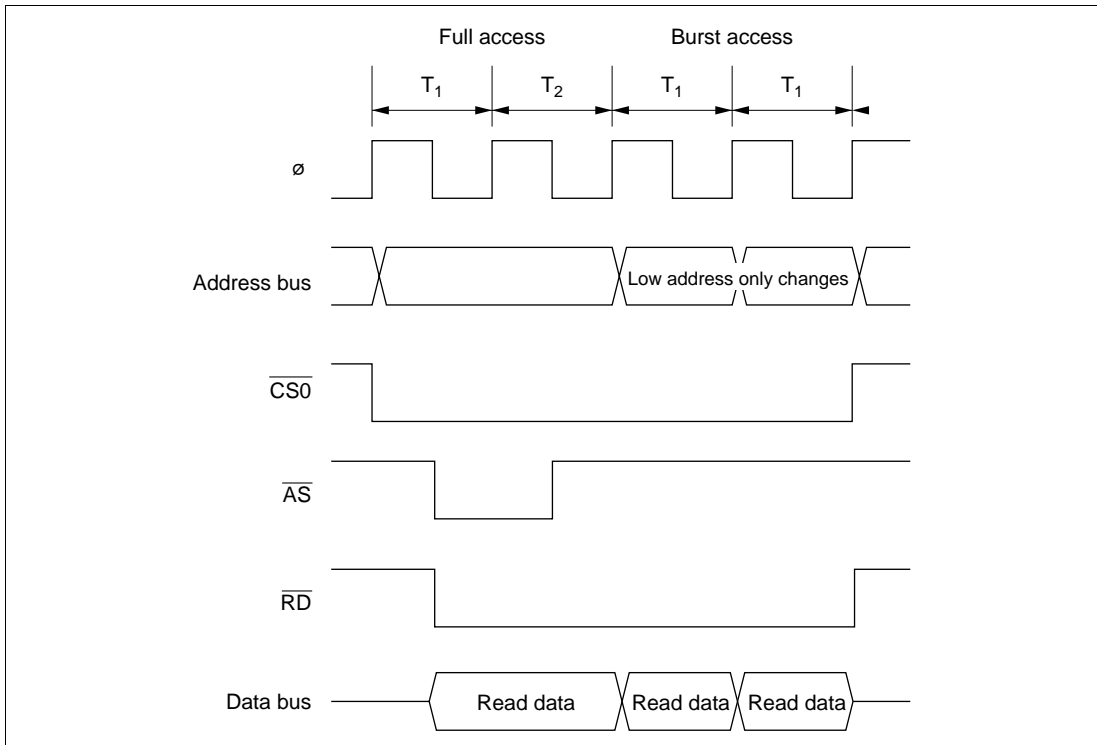 Full access Burst access
T1 T2 T1 T1
ø
Address bus Low address only changes
CS0
AS
RD
Data bus Read data Read data Read data